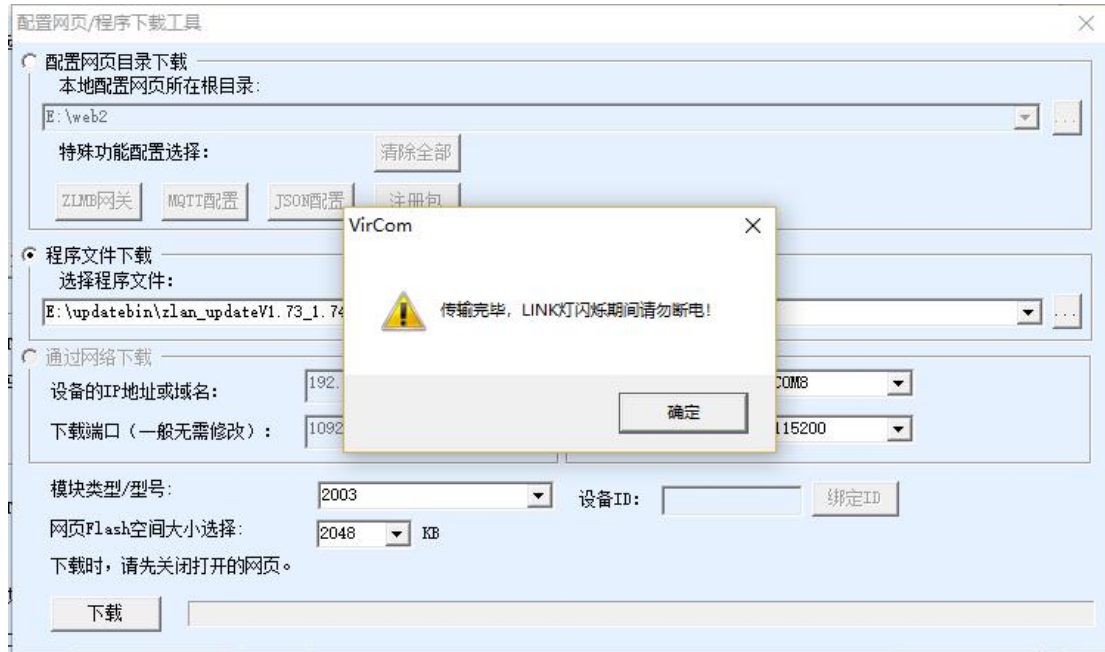 配置网页/程序下载工具
配置网页目录下载
本地配置网页所在根目录:
E:\web2
...
特殊功能配置选择:
清除全部
ZLMB网关
MQTT配置
JSON配置
注册包
VirCom
程序文件下载
选择程序文件:
E:\updatebin\zlan_updateV1.73_1.74
...
传输完毕，LINK灯闪烁期间请勿断电!
通过网络下载
设备的IP地址或域名:
192.
COM8
确定
下载端口（一般无需修改）:
1092
115200
模块类型/型号:
2003
设备ID:
绑定ID
网页Flash空间大小选择:
2048
KB
下载时，请先关闭打开的网页。
下载